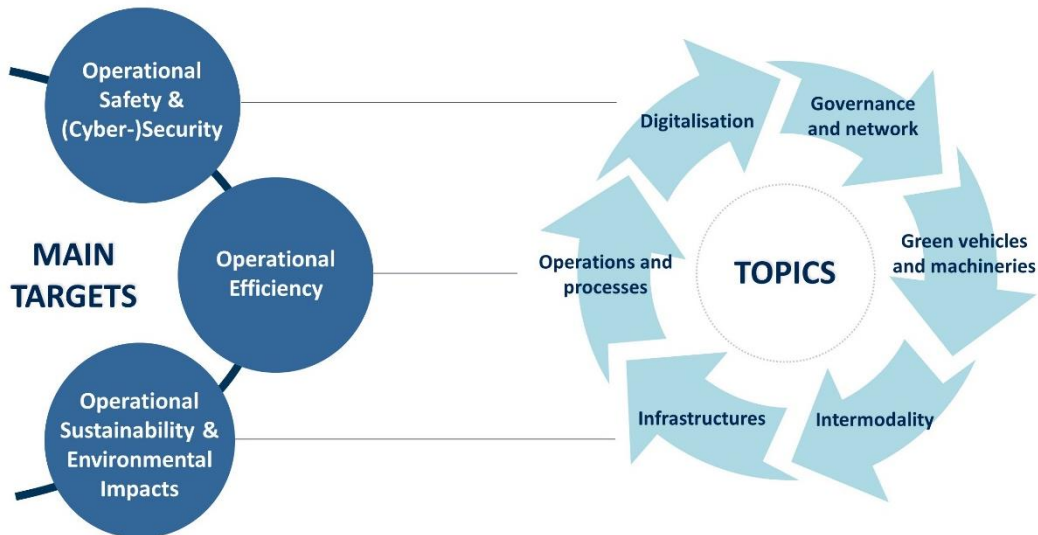 Operational
Safety &
(Cyber-)Security
MAIN
TARGETS
Operational
Efficiency
Operational
Sustainability &
Environmental
Impacts
TOPICS
Digitalisation
Governance
and network
Green vehicles
and machineries
Intermodality
Infrastructures
Operations and
processes